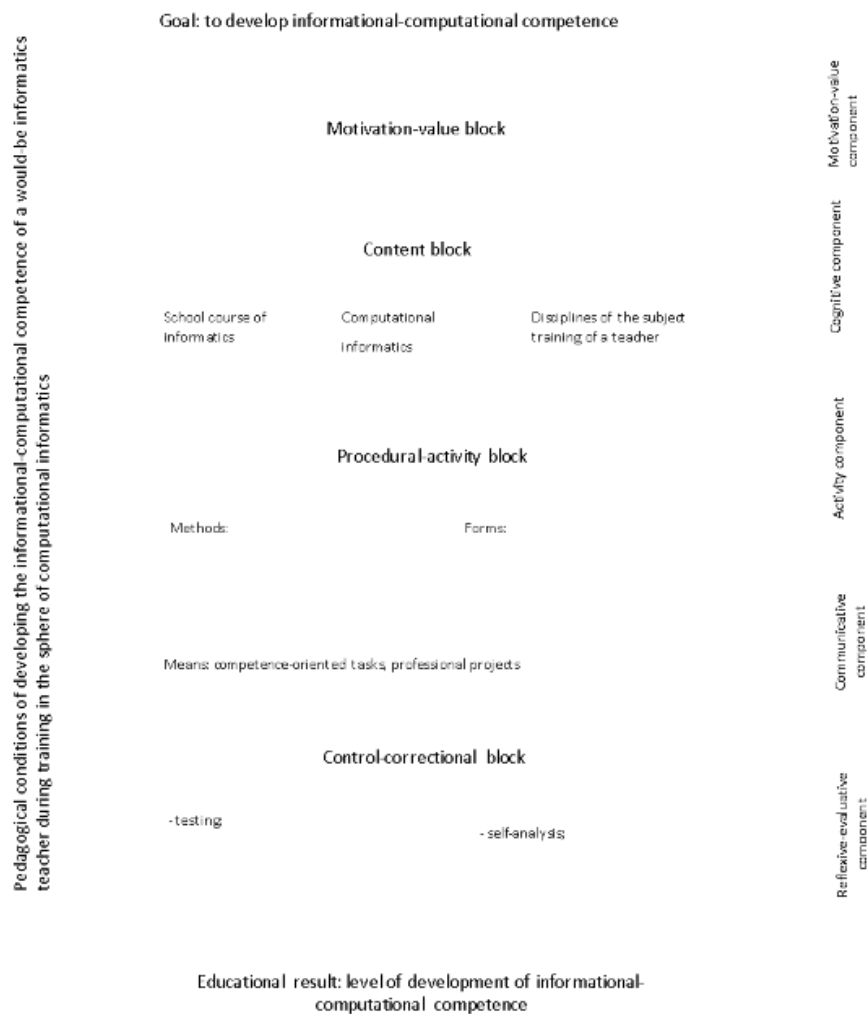 Goal: to develop informational-computational competence
Pedagogical conditions of developing the informational-computational competence of a would-be informatics
teacher during training in the sphere of computational informatics
Motivation-value block
Content block
School course of
informatics
Computational
informatics
Disciplines of the subject
training of a teacher
Procedural-activity block
Methods:
Forms:
Means: competence-oriented tasks, professional projects
Control-correctional block
- testing;
- self-analysis;
Educational result: level of development of informational-
computational competence
Motivation-value
component
Cognitive component
Activity component
Communicative
component
Reflexive-evaluative
component